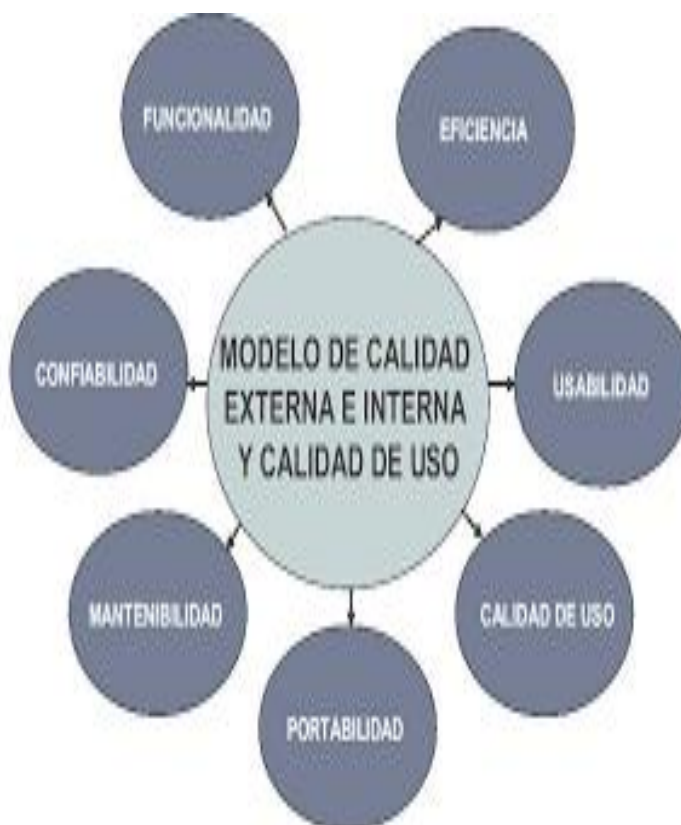 FUNCIONALIDAD
EFICIENCIA
CONFIABILIDAD
MODELO DE CALIDAD
EXTERNA E INTERNA
Y CALIDAD DE USO
USABILIDAD
MANTENIBILIDAD
CALIDAD DE USO
PORTABILIDAD